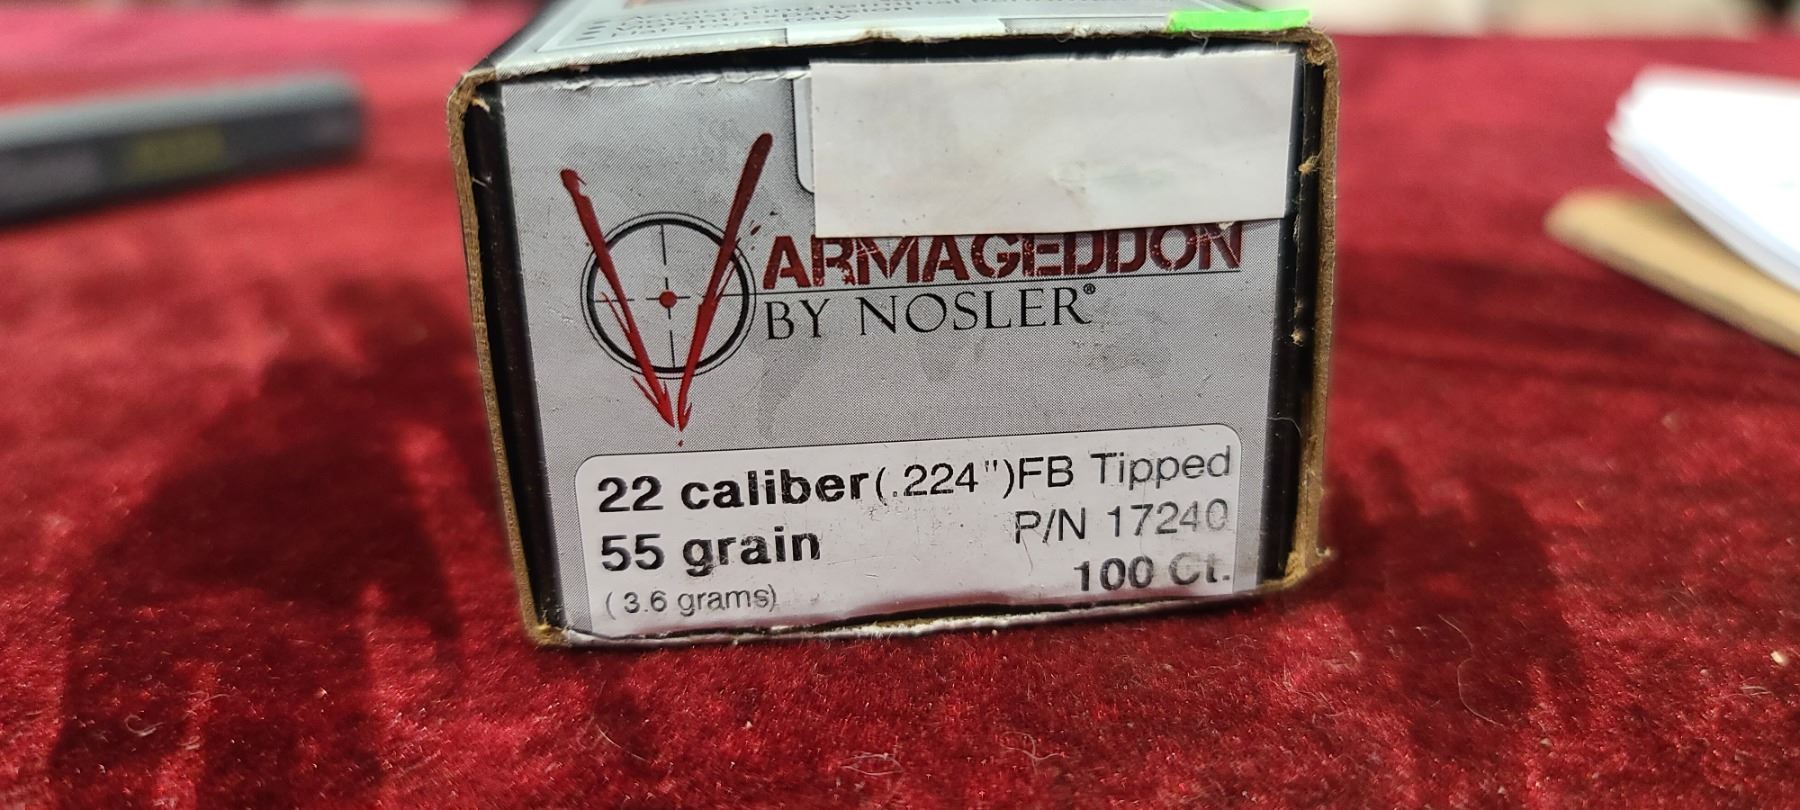 VARMAGEDDON
BY NOSLER®
22 caliber(.224")FB Tipped
55 grain P/N 17240
(3.6 grams) 100 Ct.